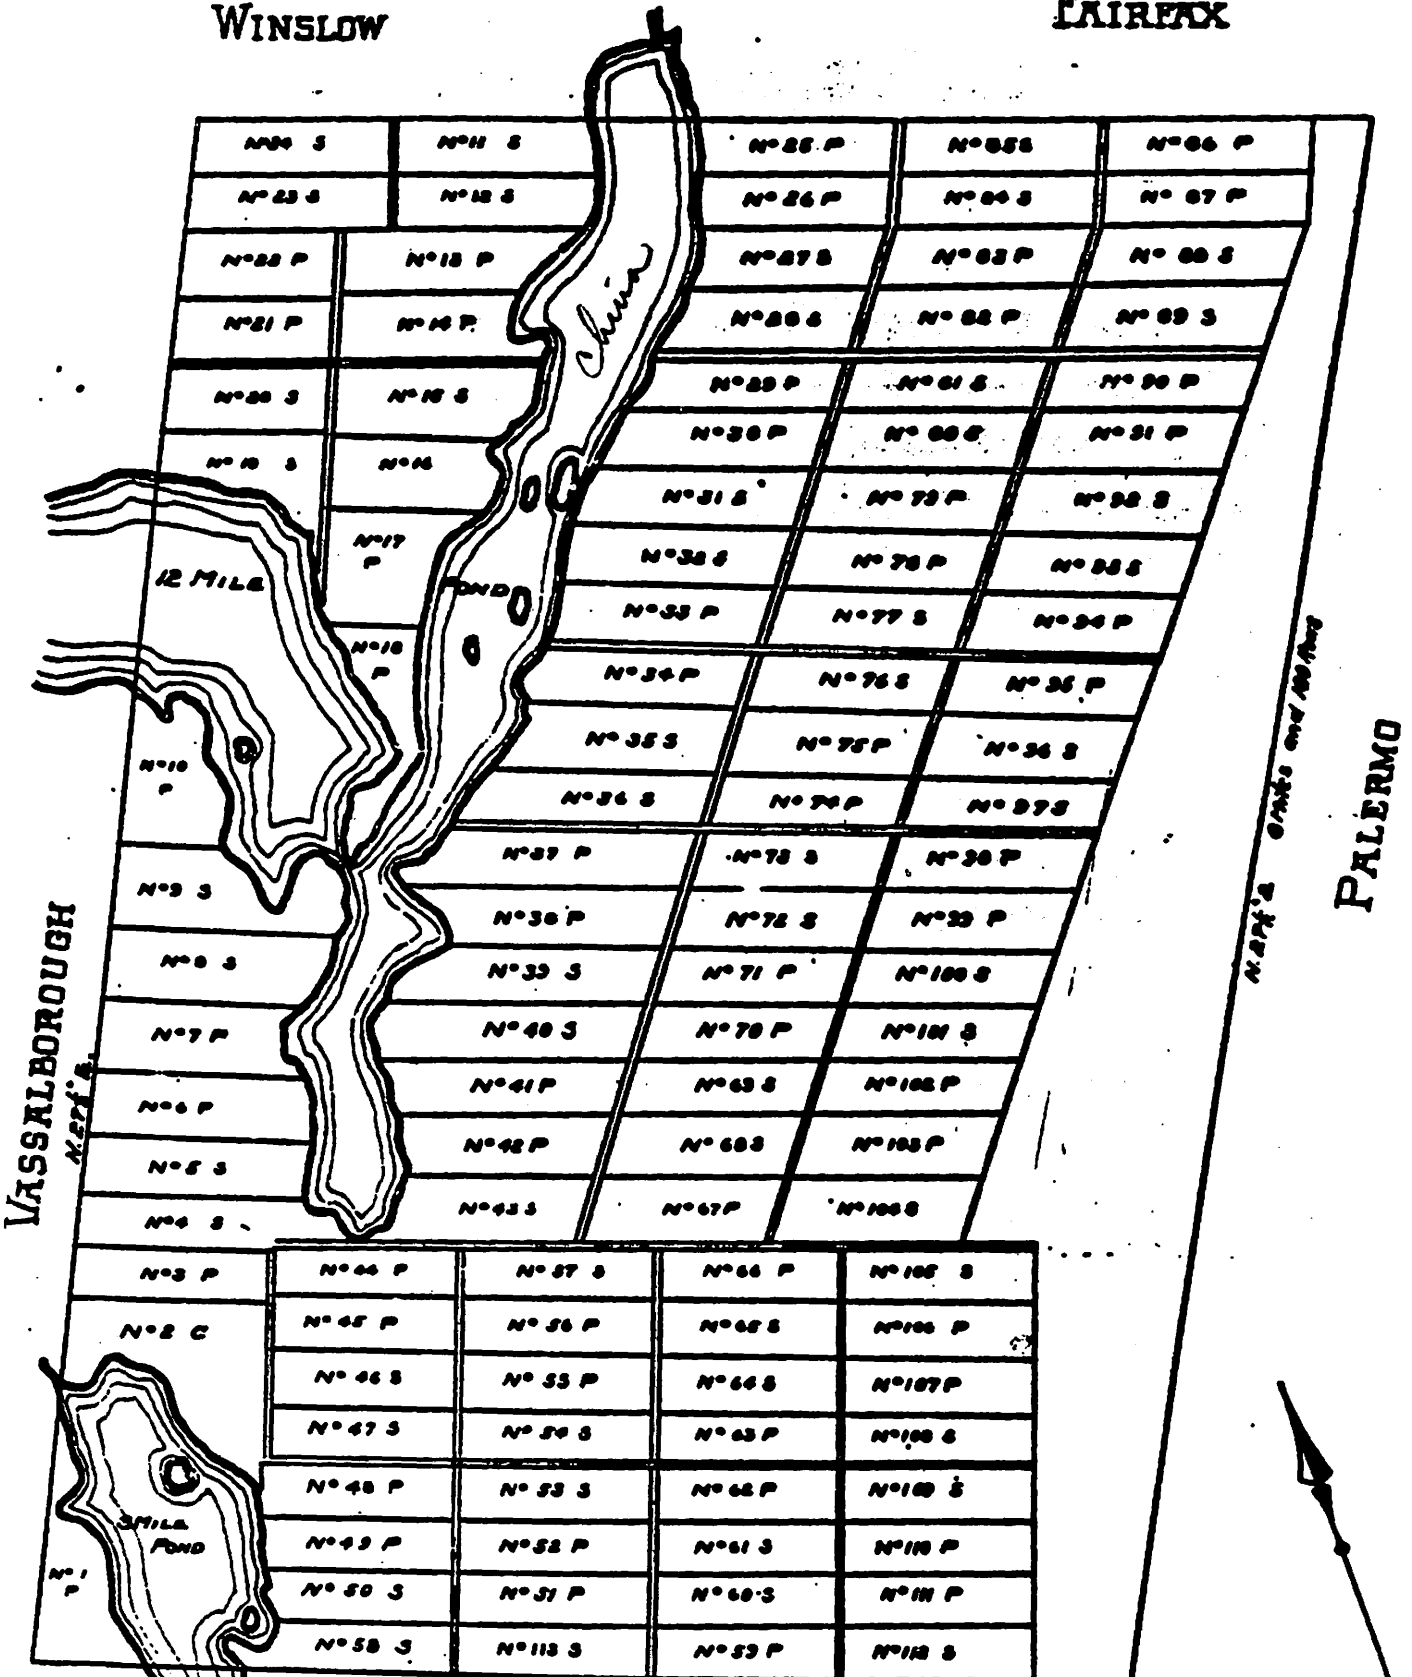 WINSLOW
FAIRFAX
No 24 S
No 11 S
No 25 P
No 85 S
No 86 P
No 23 S
No 12 S
No 26 P
No 84 S
No 87 P
No 22 P
No 13 P
No 27 S
No 83 P
No 88 S
No 21 P
No 14 P.
No 28 S
No 82 P
No 89 S
China
No 20 S
No 15 S
No 29 P
No 81 S
No 90 P
No 30 P
No 80 S
No 91 P
No 19 S
No 16
No 31 S
No 79 P
No 92 S
No 17
P
No 32 S
No 78 P
No 93 S
12 MILE
POND
No 33 P
No 77 S
No 94 P
No 18
P
No 34 P
No 76 S
No 95 P
No 35 S
No 75 P
No 96 S
No 10
P
No 36 S
No 74 P
No 97 S
No 37 P
No 73 S
No 98 P
No 9 S
No 38 P
No 72 S
No 99 P
No 8 S
No 39 S
No 71 P
No 100 S
No 7 P
No 40 S
No 70 P
No 101 S
No 41 P
No 69 S
No 102 P
No 6 P
No 42 P
No 68 S
No 103 P
No 5 S
No 43 S
No 67 P
No 104 S
No 4 S
No 3 P
No 44 P
No 57 S
No 66 P
No 105 S
No 2 C
No 45 P
No 56 P
No 65 S
No 106 P
No 46 S
No 55 P
No 64 S
No 107 P
No 47 S
No 54 S
No 63 P
No 108 S
No 48 P
No 53 S
No 62 P
No 109 S
3 MILE
POND
No 49 P
No 52 P
No 61 S
No 110 P
No 1
P
No 50 S
No 51 P
No 60 S
No 111 P
No 58 S
No 113 S
No 59 P
No 112 S
VASSALBOROUGH
PALERMO